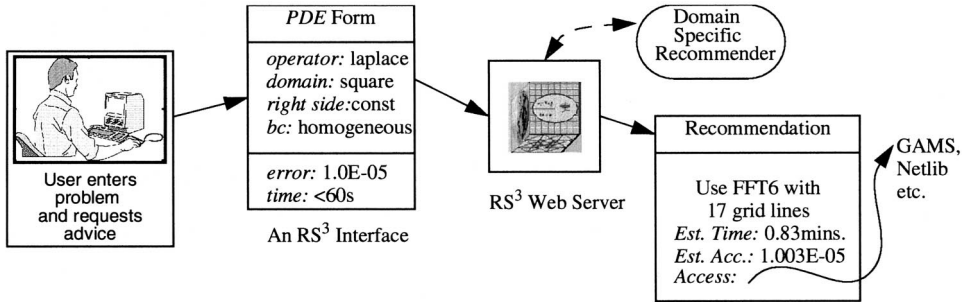 User enters
problem
and requests
advice
PDE Form
operator: laplace
domain: square
right side:const
bc: homogeneous
error: 1.0E-05
time: <60s
An RS³ Interface
RS³ Web Server
Domain
Specific
Recommender
Recommendation
Use FFT6 with
17 grid lines
Est. Time: 0.83mins.
Est. Acc.: 1.003E-05
Access:
GAMS,
Netlib
etc.